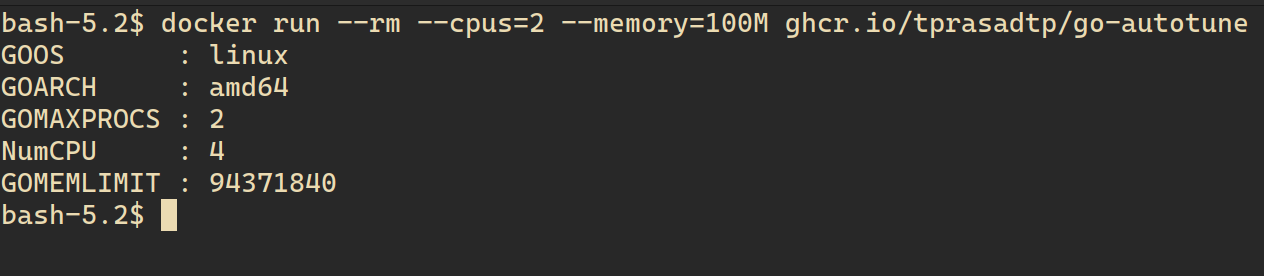 bash-5.2$ docker run --rm --cpus=2 --memory=100M ghcr.io/tprasadtp/go-autotune
GOOS       : linux
GOARCH     : amd64
GOMAXPROCS : 2
NumCPU     : 4
GOMEMLIMIT : 94371840
bash-5.2$